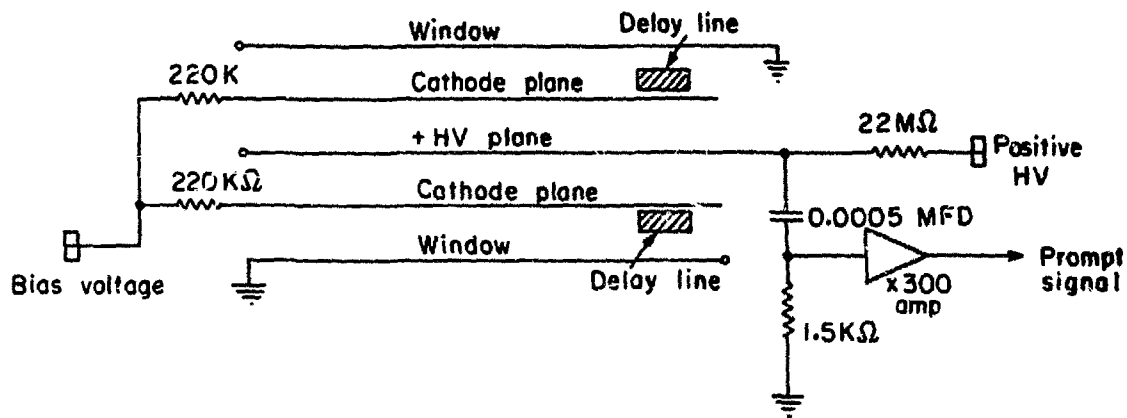 Window
Delay line
220K
Cathode plane
+ HV plane
22MΩ
Positive
HV
220KΩ
Cathode plane
0.0005 MFD
Window
Delay line
Bias voltage
x300
amp
Prompt
signal
1.5KΩ